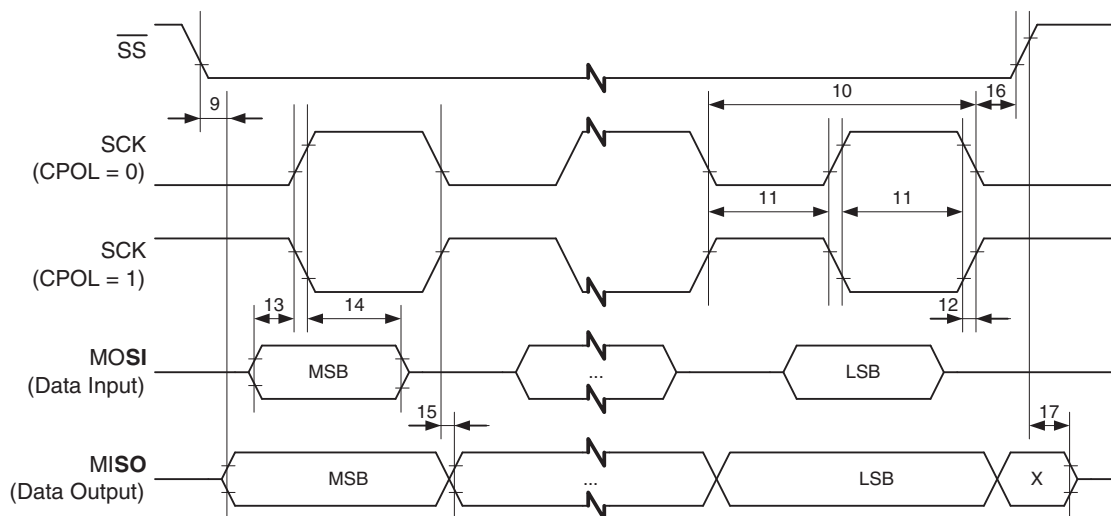 SS
10
16
9
SCK
(CPOL = 0)
11
11
SCK
(CPOL = 1)
13
14
12
MOSI
(Data Input)
MSB
...
LSB
15
17
MISO
(Data Output)
MSB
...
LSB
X